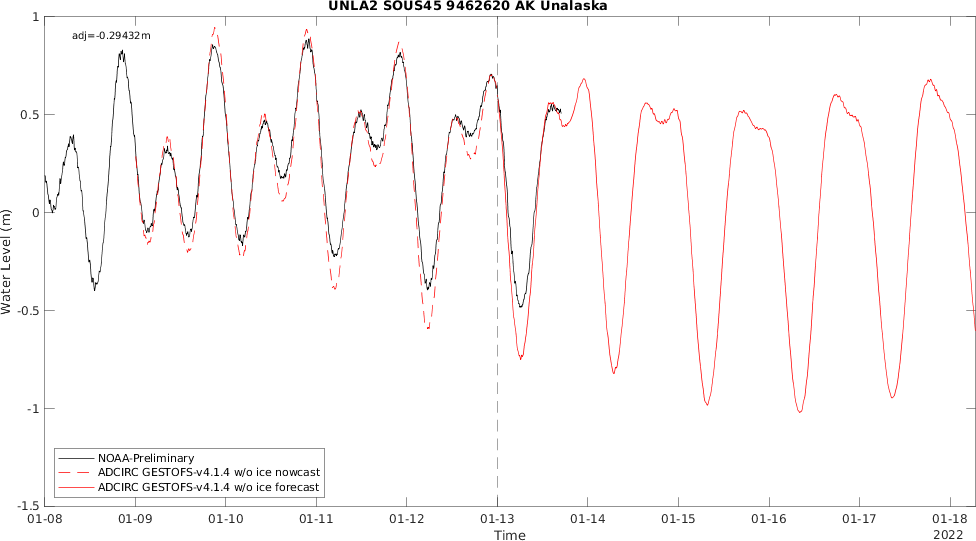 UNLA2 SOUS45 9462620 AK Unalaska
adj=-0.29432m
1
0.5
0
-0.5
-1
-1.5
Water Level (m)
NOAA-Preliminary
ADCIRC GESTOFS-v4.1.4 w/o ice nowcast
ADCIRC GESTOFS-v4.1.4 w/o ice forecast
01-08 01-09 01-10 01-11 01-12 01-13 01-14 01-15 01-16 01-17 01-18
Time
2022